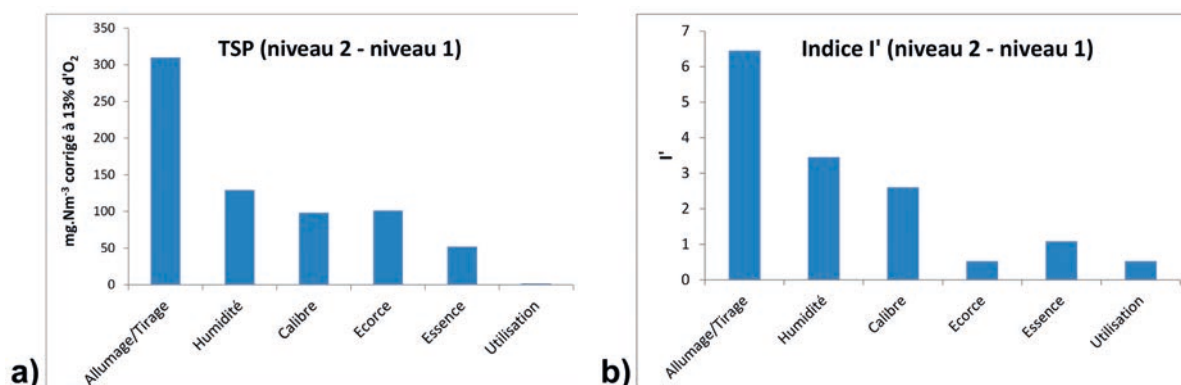 TSP (niveau 2 - niveau 1)
mg.Nm⁻³ corrigé à 13% d'O₂
350
300
250
200
150
100
50
0
Allumage/Tirage
Humidité
Calibre
Ecorce
Essence
Utilisation
a)
Indice I' (niveau 2 - niveau 1)
I'
7
6
5
4
3
2
1
0
Allumage/Tirage
Humidité
Calibre
Ecorce
Essence
Utilisation
b)